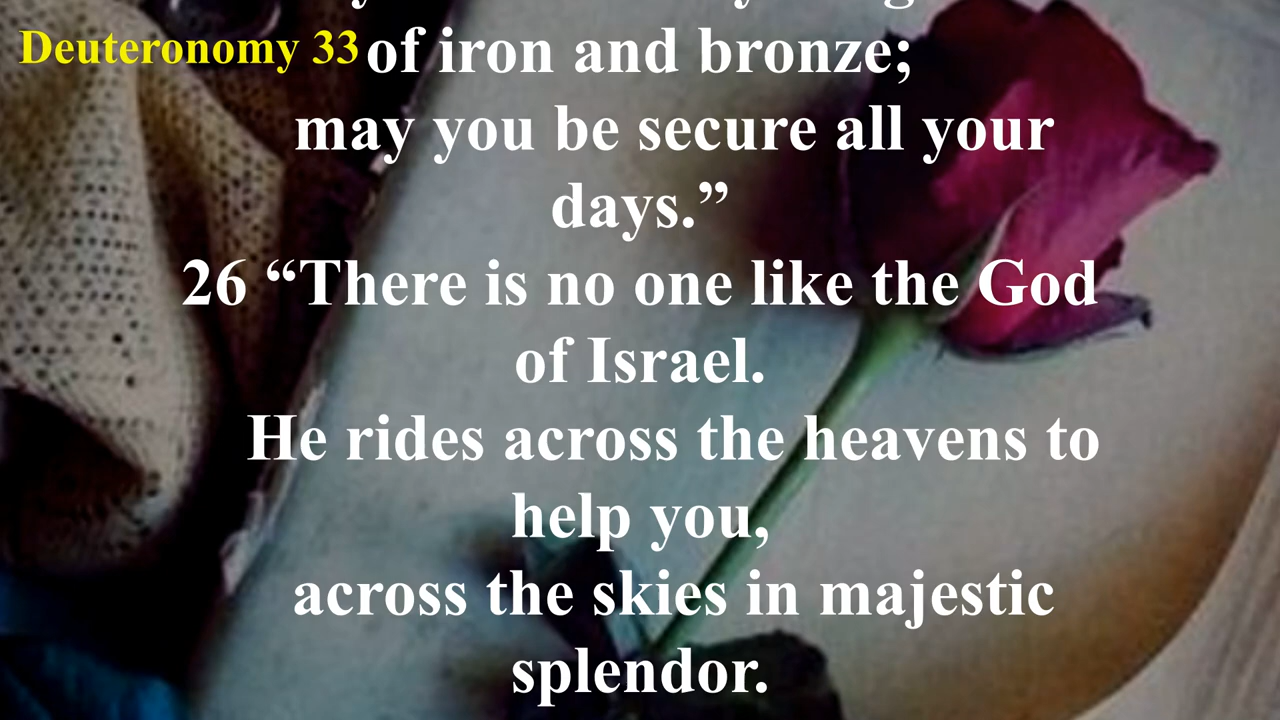 Deuteronomy 33
of iron and bronze;
may you be secure all your
days.”
26 “There is no one like the God
of Israel.
He rides across the heavens to
help you,
across the skies in majestic
splendor.